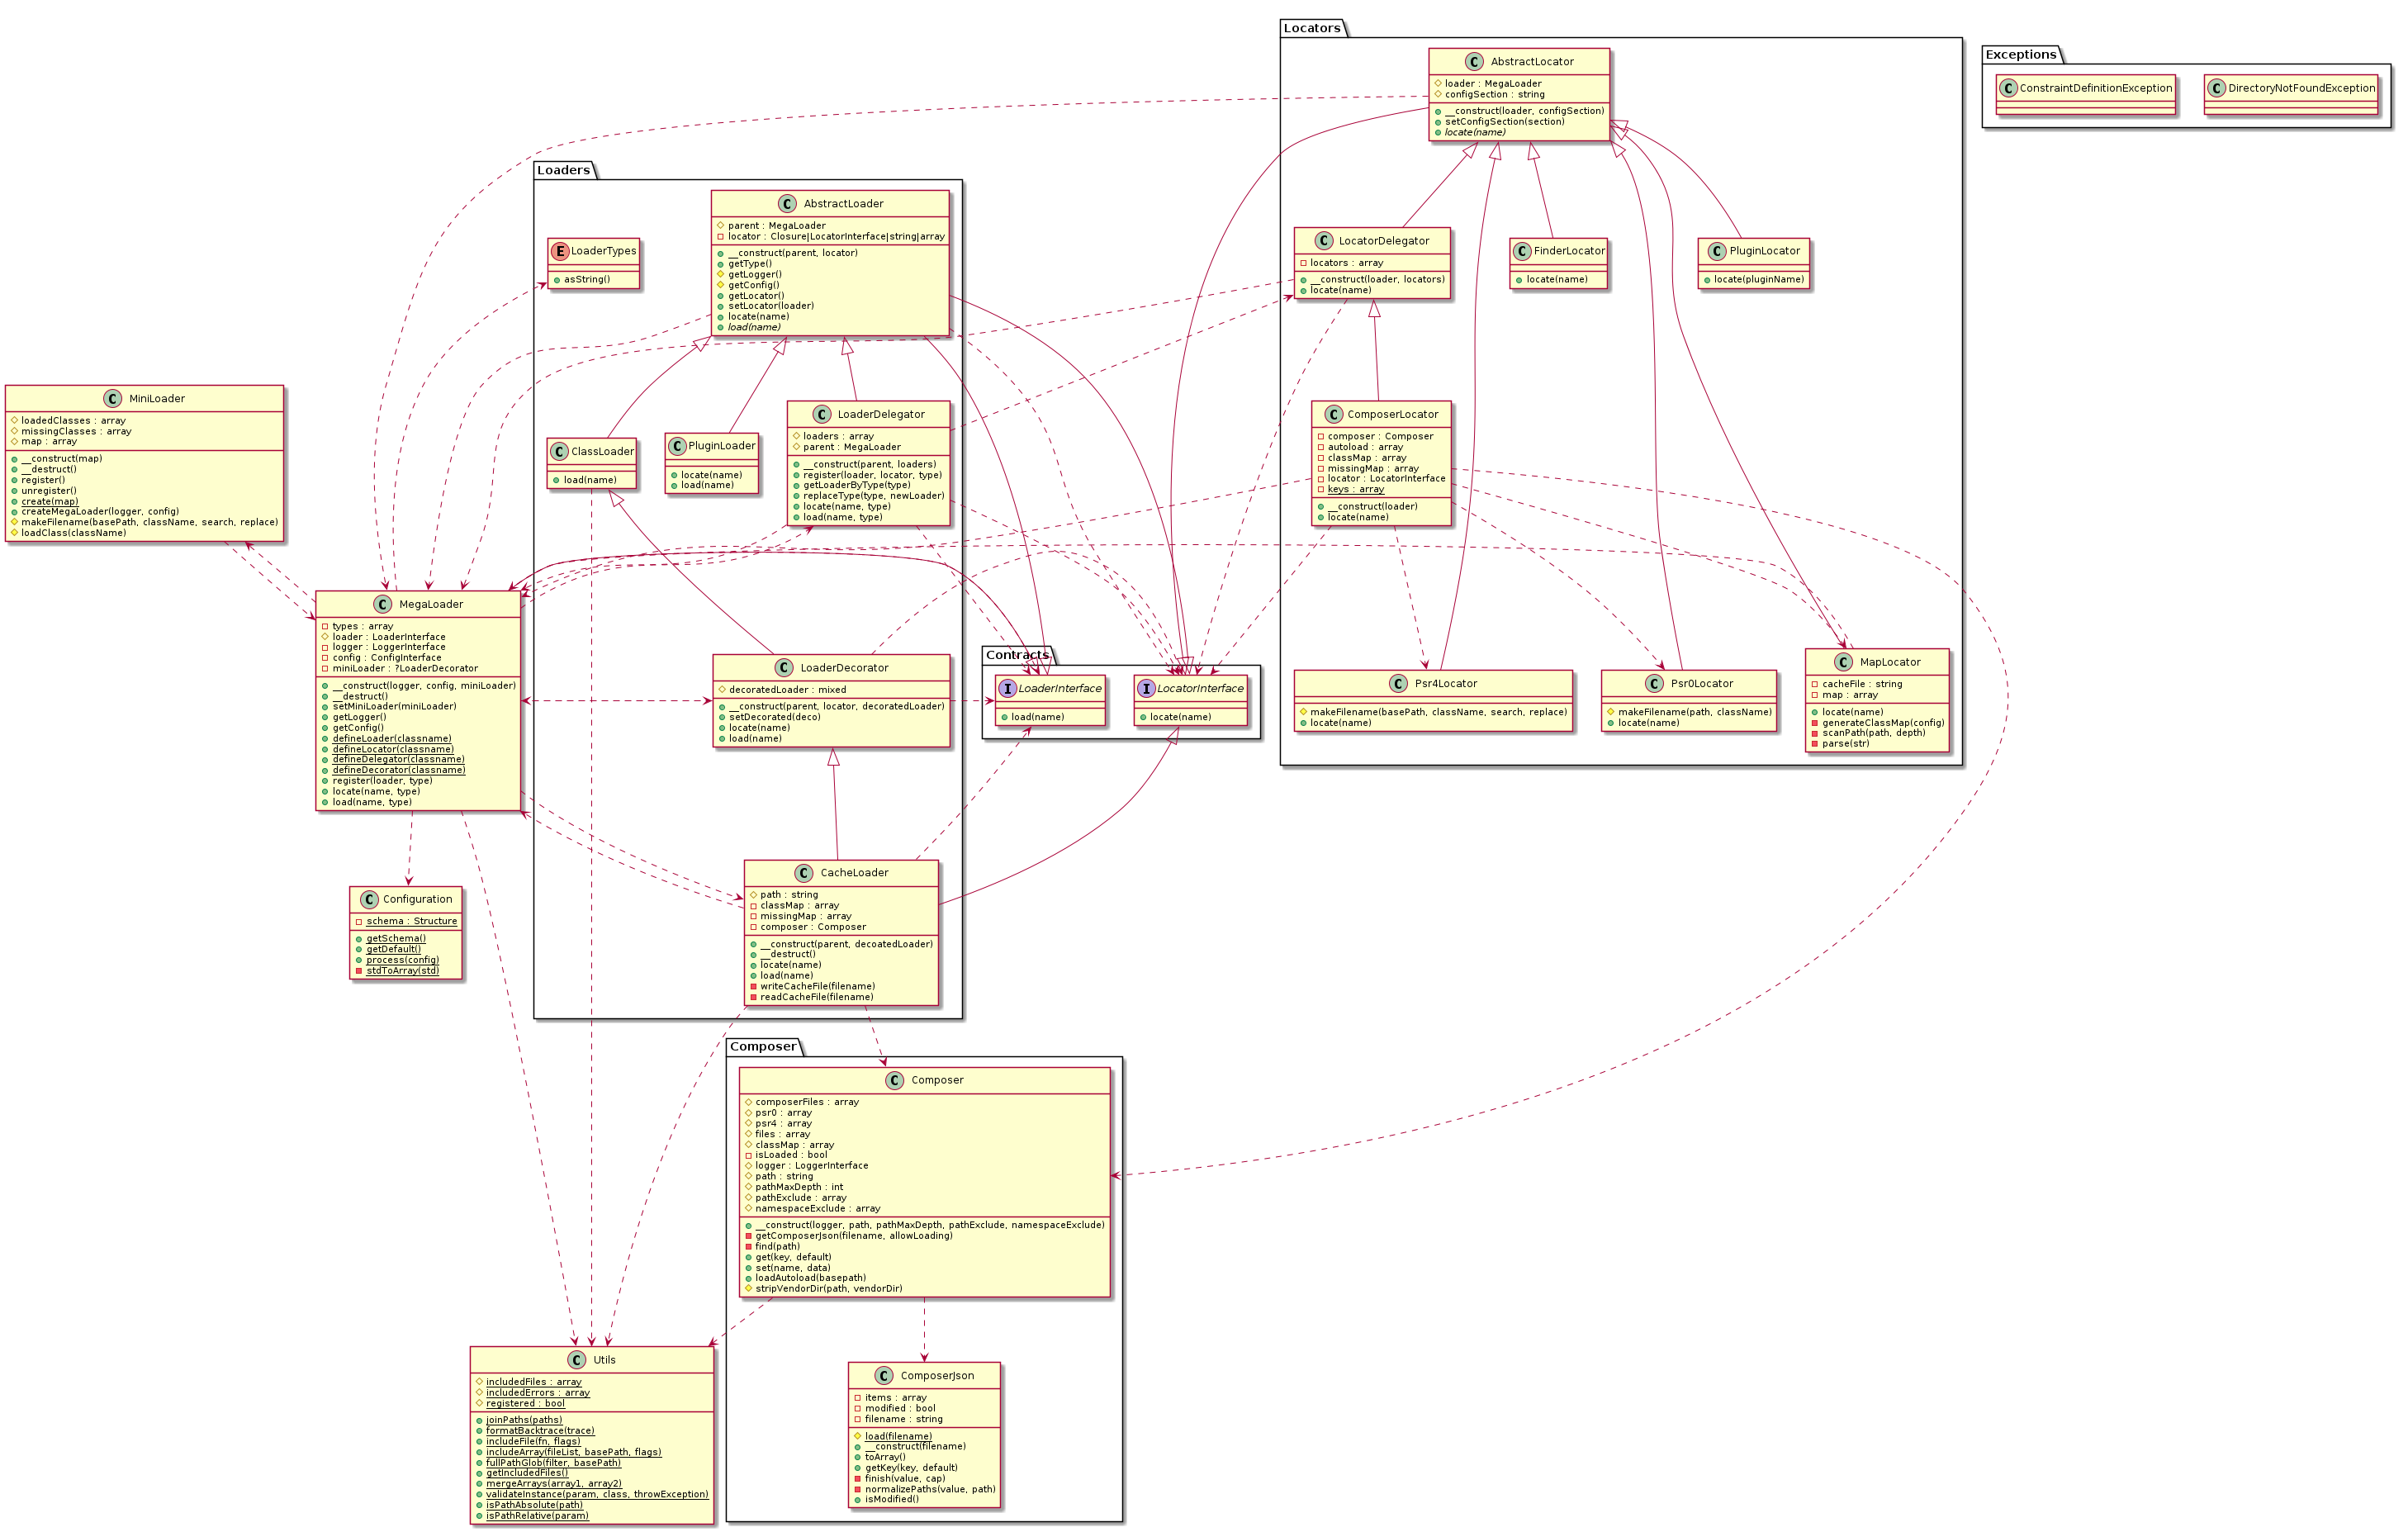 Locators
AbstractLocator
loader : MegaLoader
configSection : string
__construct(loader, configSection)
setConfigSection(section)
locate(name)
LocatorDelegator
locators : array
__construct(loader, locators)
locate(name)
FinderLocator
locate(name)
PluginLocator
locate(pluginName)
ComposerLocator
composer : Composer
autoload : array
classMap : array
missingMap : array
locator : LocatorInterface
keys : array
__construct(loader)
locate(name)
Psr4Locator
makeFilename(basePath, className, search, replace)
locate(name)
Psr0Locator
makeFilename(path, className)
locate(name)
MapLocator
cacheFile : string
map : array
locate(name)
generateClassMap(config)
scanPath(path, depth)
parse(str)
Exceptions
ConstraintDefinitionException
DirectoryNotFoundException
Loaders
LoaderTypes
asString()
AbstractLoader
parent : MegaLoader
locator : Closure|LocatorInterface|string|array
__construct(parent, locator)
getType()
getLogger()
getConfig()
getLocator()
setLocator(loader)
locate(name)
load(name)
ClassLoader
load(name)
PluginLoader
locate(name)
load(name)
LoaderDelegator
loaders : array
parent : MegaLoader
__construct(parent, loaders)
register(loader, locator, type)
getLoaderByType(type)
replaceType(type, newLoader)
locate(name, type)
load(name, type)
LoaderDecorator
decoratedLoader : mixed
__construct(parent, locator, decoratedLoader)
setDecorated(deco)
locate(name)
load(name)
CacheLoader
path : string
classMap : array
missingMap : array
composer : Composer
__construct(parent, decoatedLoader)
__destruct()
locate(name)
load(name)
writeCacheFile(filename)
readCacheFile(filename)
Contracts
LoaderInterface
load(name)
LocatorInterface
locate(name)
MiniLoader
loadedClasses : array
missingClasses : array
map : array
__construct(map)
__destruct()
register()
unregister()
create(map)
createMegaLoader(logger, config)
makeFilename(basePath, className, search, replace)
loadClass(className)
MegaLoader
types : array
loader : LoaderInterface
logger : LoggerInterface
config : ConfigInterface
miniLoader : ?LoaderDecorator
__construct(logger, config, miniLoader)
__destruct()
setMiniLoader(miniLoader)
getLogger()
getConfig()
defineLoader(classname)
defineLocator(classname)
defineDelegator(classname)
defineDecorator(classname)
register(loader, type)
locate(name, type)
load(name, type)
Configuration
schema : Structure
getSchema()
getDefault()
process(config)
stdToArray(std)
Composer
Composer
composerFiles : array
psr0 : array
psr4 : array
files : array
classMap : array
isLoaded : bool
logger : LoggerInterface
path : string
pathMaxDepth : int
pathExclude : array
namespaceExclude : array
__construct(logger, path, pathMaxDepth, pathExclude, namespaceExclude)
getComposerJson(filename, allowLoading)
find(path)
get(key, default)
set(name, data)
loadAutoload(basepath)
stripVendorDir(path, vendorDir)
ComposerJson
items : array
modified : bool
filename : string
load(filename)
__construct(filename)
toArray()
getKey(key, default)
finish(value, cap)
normalizePaths(value, path)
isModified()
Utils
includedFiles : array
includedErrors : array
registered : bool
joinPaths(paths)
formatBacktrace(trace)
includeFile(fn, flags)
includeArray(fileList, basePath, flags)
fullPathGlob(filter, basePath)
getIncludedFiles()
mergeArrays(array1, array2)
validateInstance(param, class, throwException)
isPathAbsolute(path)
isPathRelative(param)